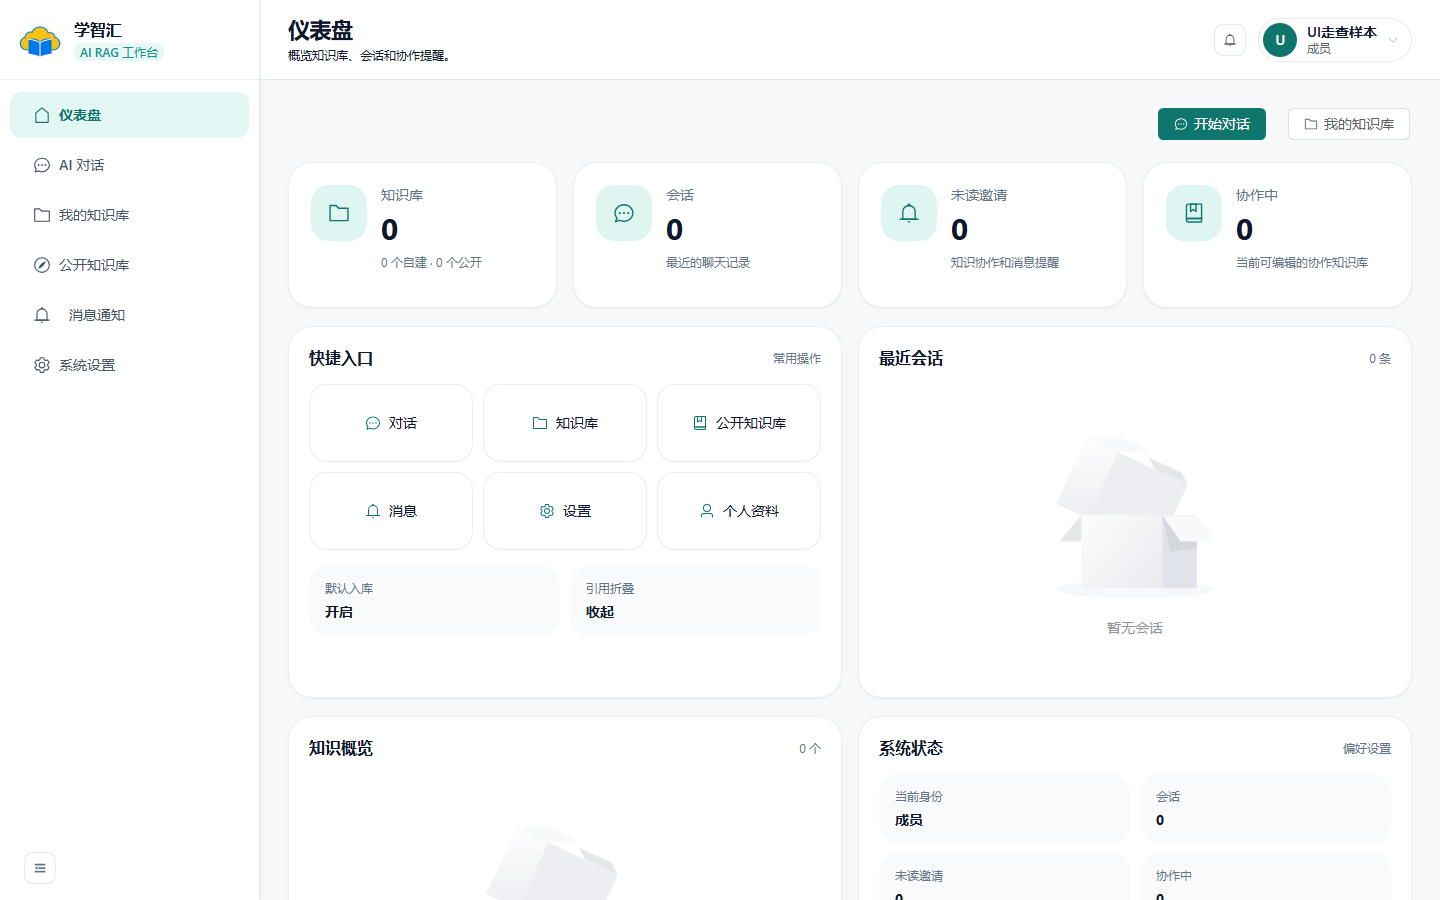 学智汇
AI RAG 工作台
仪表盘
AI 对话
我的知识库
公开知识库
消息通知
系统设置
仪表盘
概览知识库、会话和协作提醒。
U
UI走查样本
成员
开始对话
我的知识库
知识库
0
0 个自建 · 0 个公开
会话
0
最近的聊天记录
未读邀请
0
知识协作和消息提醒
协作中
0
当前可编辑的协作知识库
快捷入口
常用操作
对话
知识库
公开知识库
消息
设置
个人资料
默认入库
开启
引用折叠
收起
最近会话
0 条
暂无会话
知识概览
0 个
系统状态
偏好设置
当前身份
成员
会话
0
未读邀请
0
协作中
0